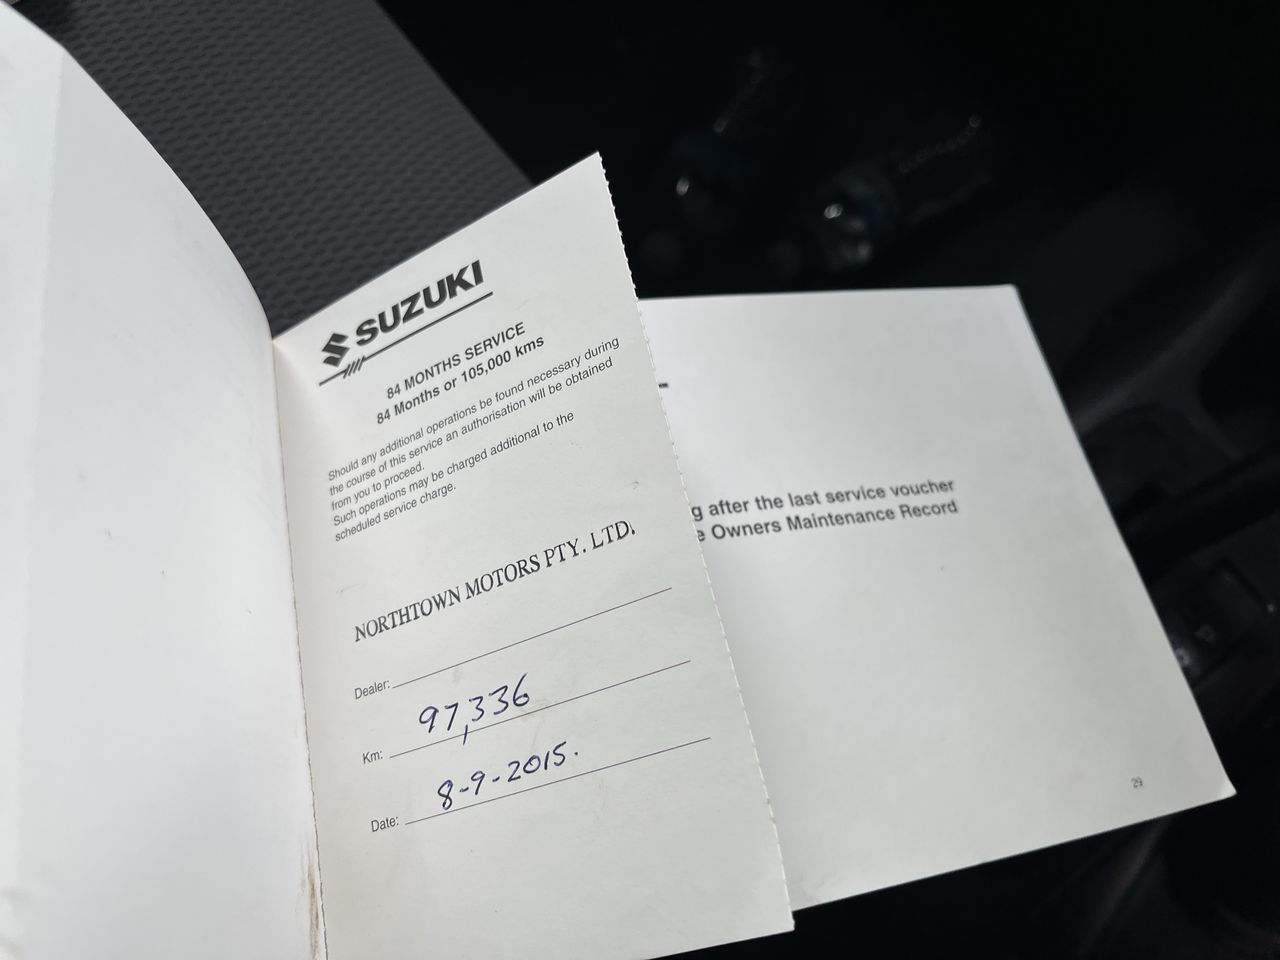 SUZUKI
84 MONTHS SERVICE
84 Months or 105,000 kms
Should any additional operations be found necessary during
the course of this service an authorisation will be obtained
from you to proceed.
Such operations may be charged additional to the
scheduled service charge.
NORTHTOWN MOTORS PTY. LTD.
Dealer:
Km: 97,336
Date: 8-9-2015.
g after the last service voucher
e Owners Maintenance Record
29